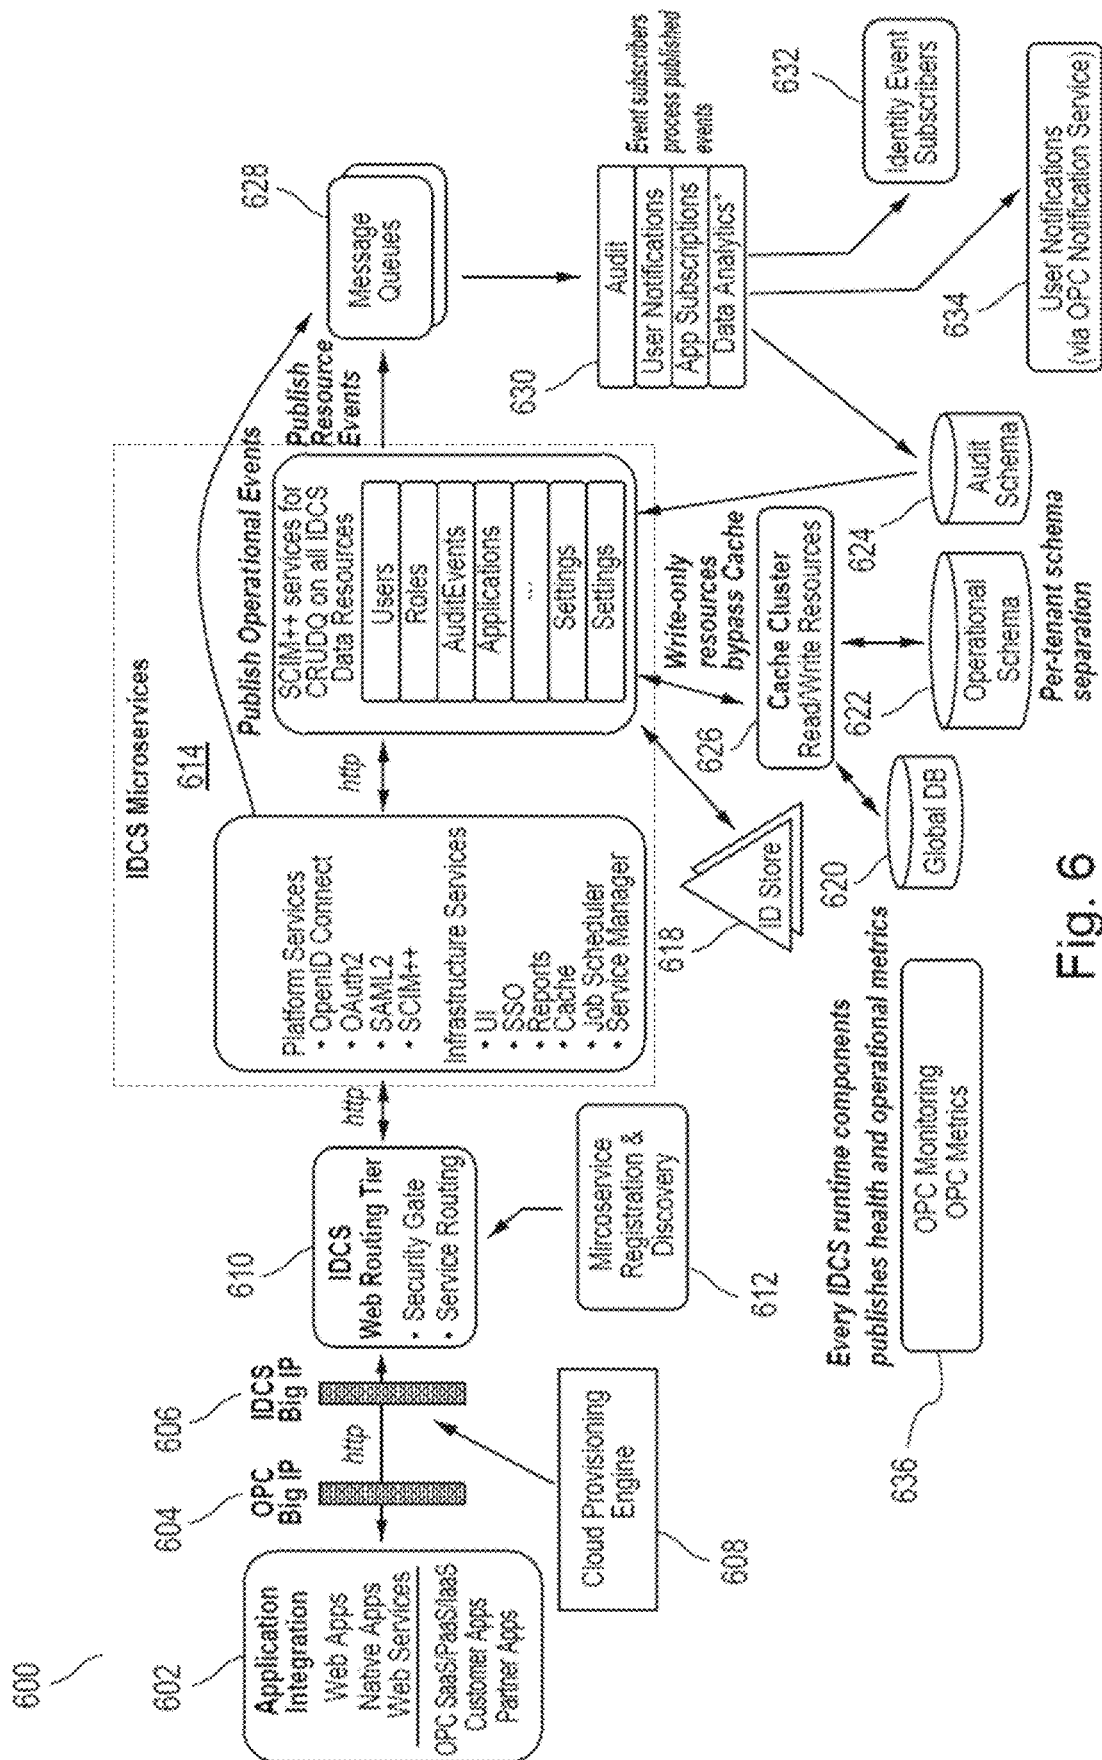 600
602
Application
Integration
Web Apps
Native Apps
Web Services
OPC SaaS/PaaS/IaaS
Customer Apps
Partner Apps
604
OPC
Big IP
http
606
IDCS
Big IP
608
Cloud Provisioning
Engine
610
IDCS
Web Routing Tier
• Security Gate
• Service Routing
612
Mircoservice
Registration &
Discovery
http
IDCS Microservices
614
Platform Services
• OpenID Connect
• OAuth2
• SAML2
• SCIM++
Infrastructure Services
• UI
• SSO
• Reports
• Cache
• Job Scheduler
• Service Manager
http
Publish Operational Events
SCIM++ services for
CRUDQ on all IDCS
Data Resources
Users
Roles
AuditEvents
Applications
...
Settings
Settings
Publish
Resource
Events
628
Message
Queues
630
Audit
User Notifications
App Subscriptions
Data Analytics*
Event subscribers
process published
events
632
Identity Event
Subscribers
634
User Notifications
(via OPC Notification Service)
618
ID Store
Write-only
resources
bypass Cache
626
Cache Cluster
Read/Write Resources
620
Global DB
622
Operational
Schema
624
Audit
Schema
Per-tenant schema
separation
Every IDCS runtime components
publishes health and operational metrics
636
OPC Monitoring
OPC Metrics
Fig. 6